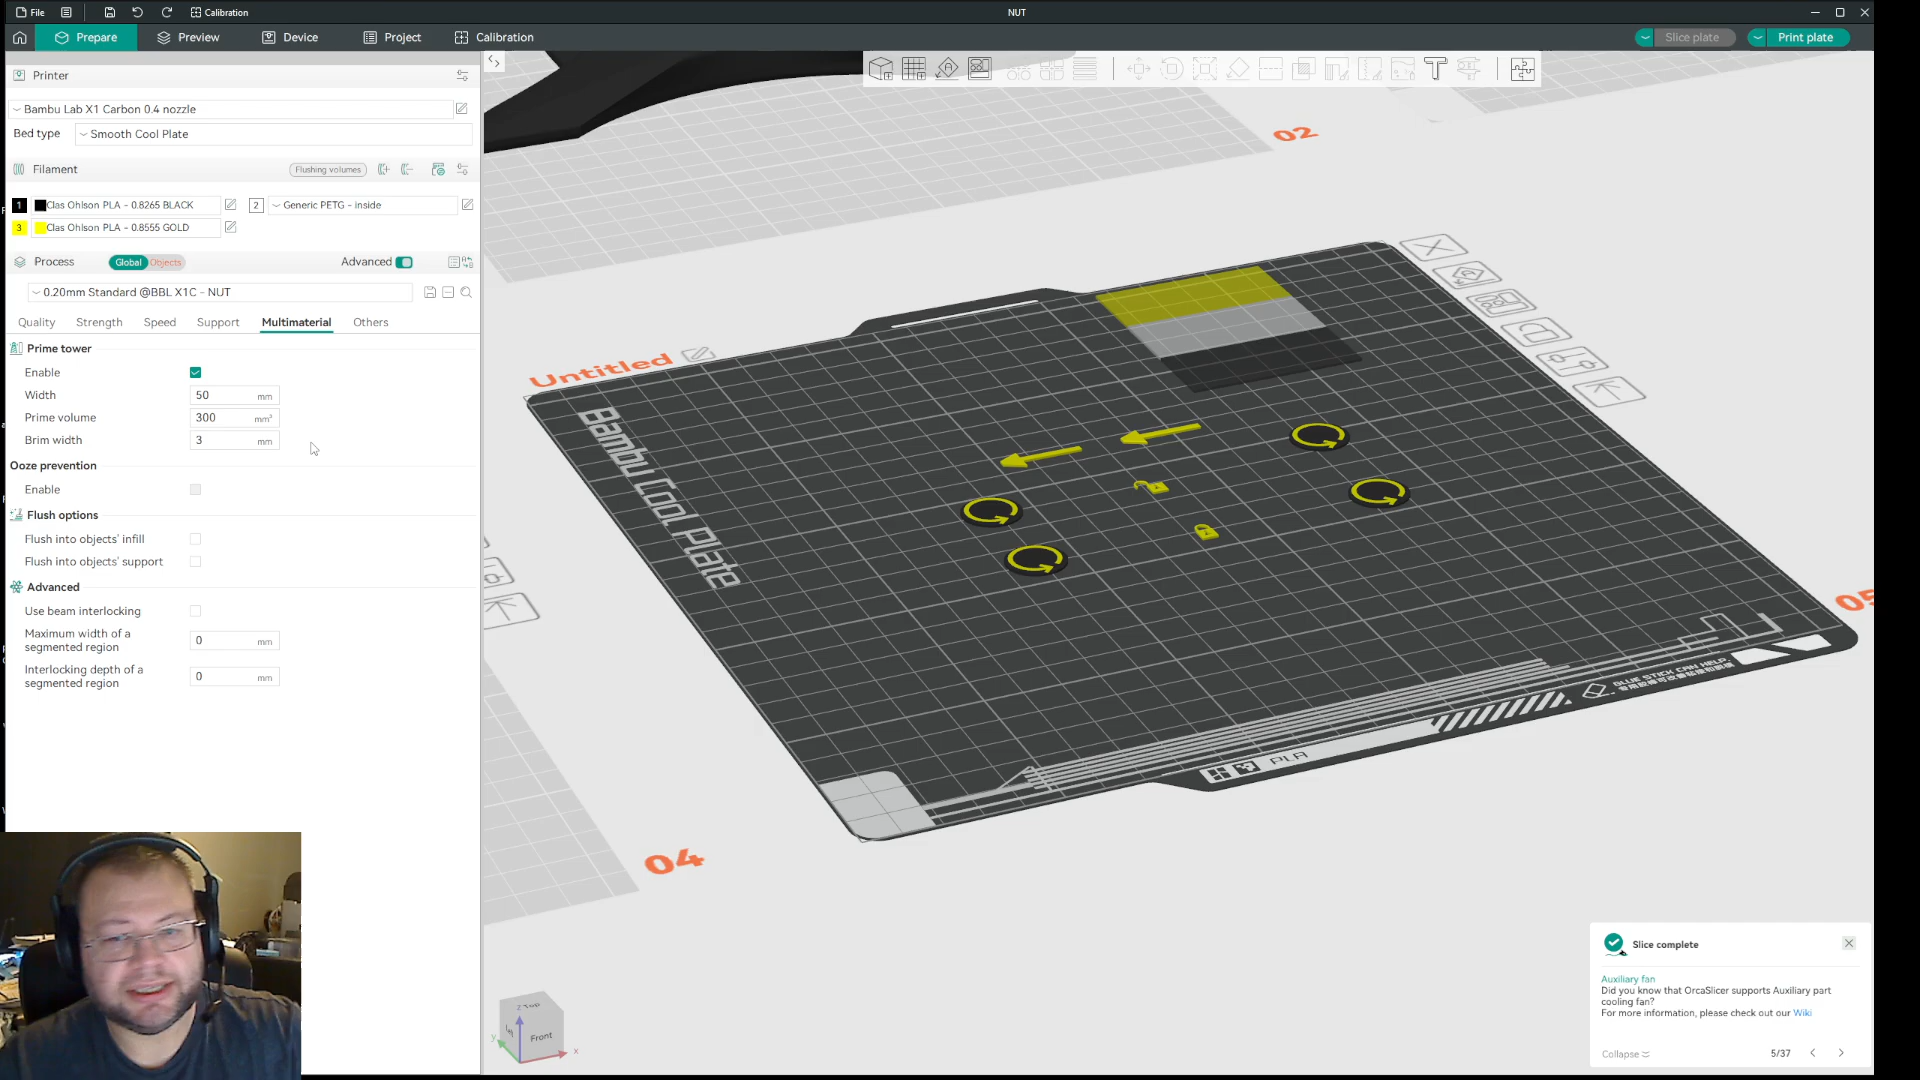 File
Calibration
NUT
Prepare
Preview
Device
Project
Calibration
Slice plate
Print plate
Printer
Bambu Lab X1 Carbon 0.4 nozzle
Bed type
Smooth Cool Plate
Filament
Flushing volumes
1
Clas Ohlson PLA - 0.8265 BLACK
2
Generic PETG - inside
3
Clas Ohlson PLA - 0.8555 GOLD
Process
Global
Objects
Advanced
0.20mm Standard @BBL X1C - NUT
Quality
Strength
Speed
Support
Multimaterial
Others
Prime tower
Enable
Width
50
mm
Prime volume
300
mm³
Brim width
3
mm
Ooze prevention
Enable
Flush options
Flush into objects' infill
Flush into objects' support
Advanced
Use beam interlocking
Maximum width of a
segmented region
0
mm
Interlocking depth of a
segmented region
0
mm
02
Untitled
Bambu Cool Plate
05
BLUE STICK CAN HELP.
PLA
04
Top
Front
z
y
x
Slice complete
Auxiliary fan
Did you know that OrcaSlicer supports Auxiliary part
cooling fan?
For more information, please check out our Wiki
Collapse
5/37